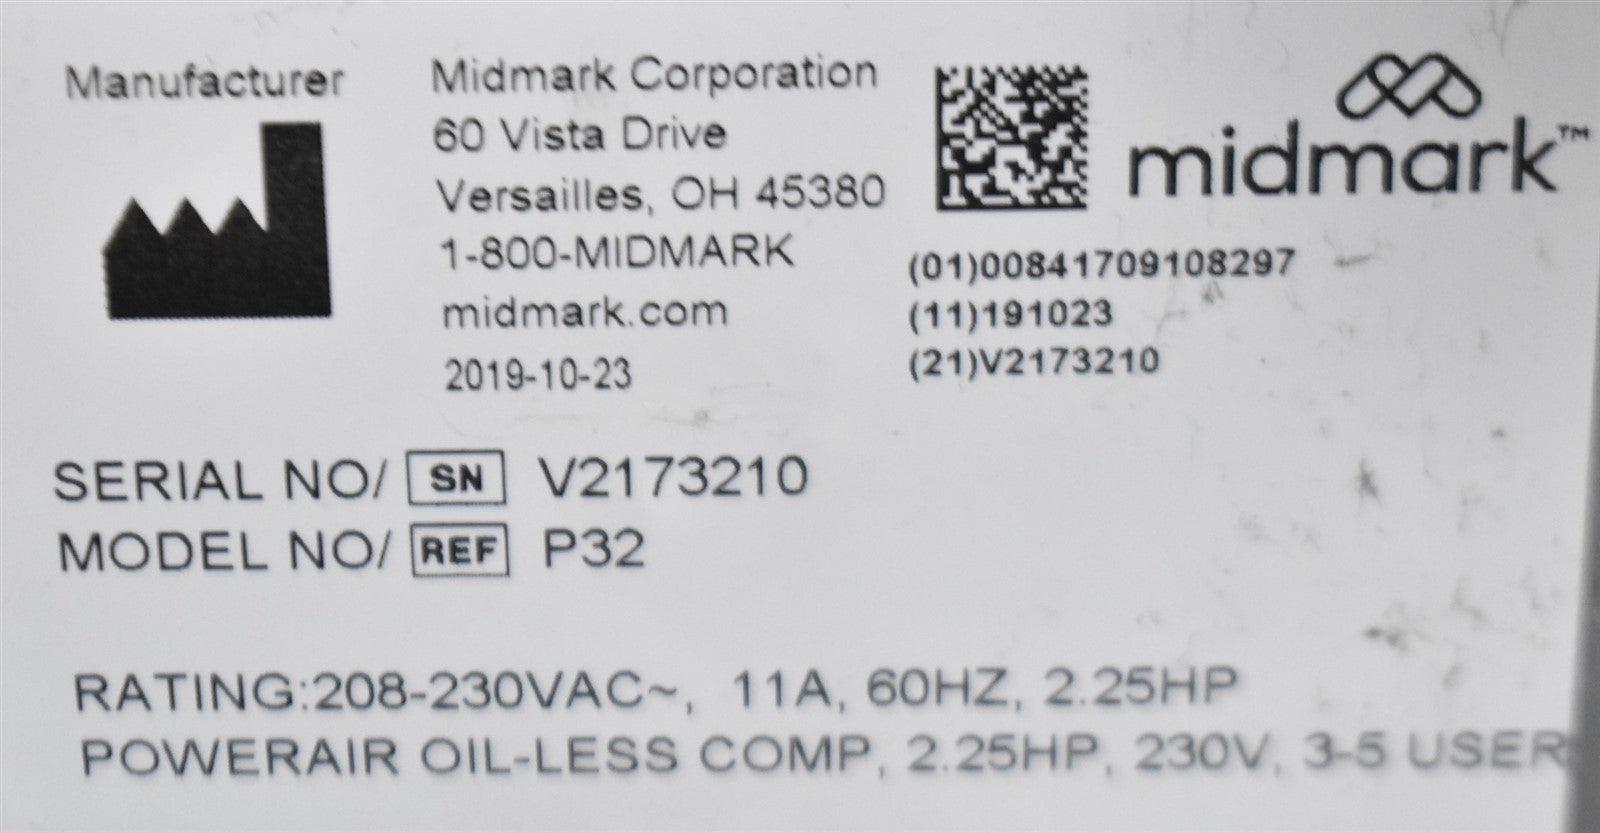 Manufacturer
Midmark Corporation
60 Vista Drive
Versailles, OH 45380
1-800-MIDMARK
midmark.com
2019-10-23
midmark™
(01)00841709108297
(11)191023
(21)V2173210
SERIAL NO/ SN V2173210
MODEL NO/ REF P32
RATING:208-230VAC~, 11A, 60HZ, 2.25HP
POWERAIR OIL-LESS COMP, 2.25HP, 230V, 3-5 USER